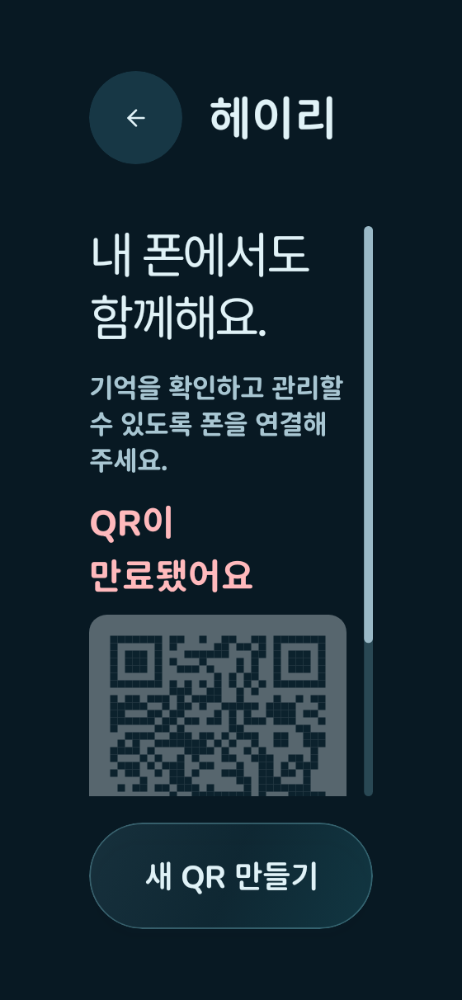 헤이리
내 폰에서도
함께해요.
기억을 확인하고 관리할
수 있도록 폰을 연결해
주세요.
QR이
만료됐어요
새 QR 만들기